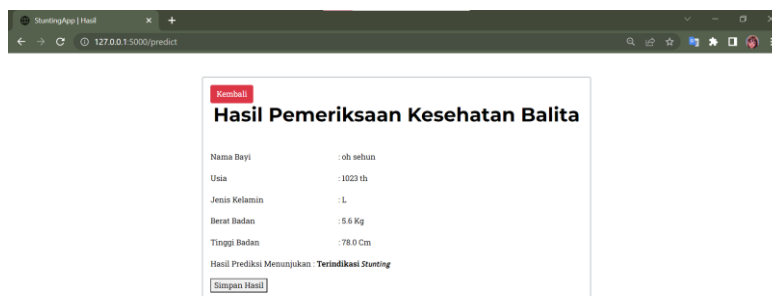 StuntingApp | Hasil
127.0.0.1:5000/predict
Kembali
Hasil Pemeriksaan Kesehatan Balita
Nama Bayi : oh sehun
Usia : 1023 th
Jenis Kelamin : L
Berat Badan : 5.6 Kg
Tinggi Badan : 78.0 Cm
Hasil Prediksi Menunjukan : Terindikasi Stunting
Simpan Hasil